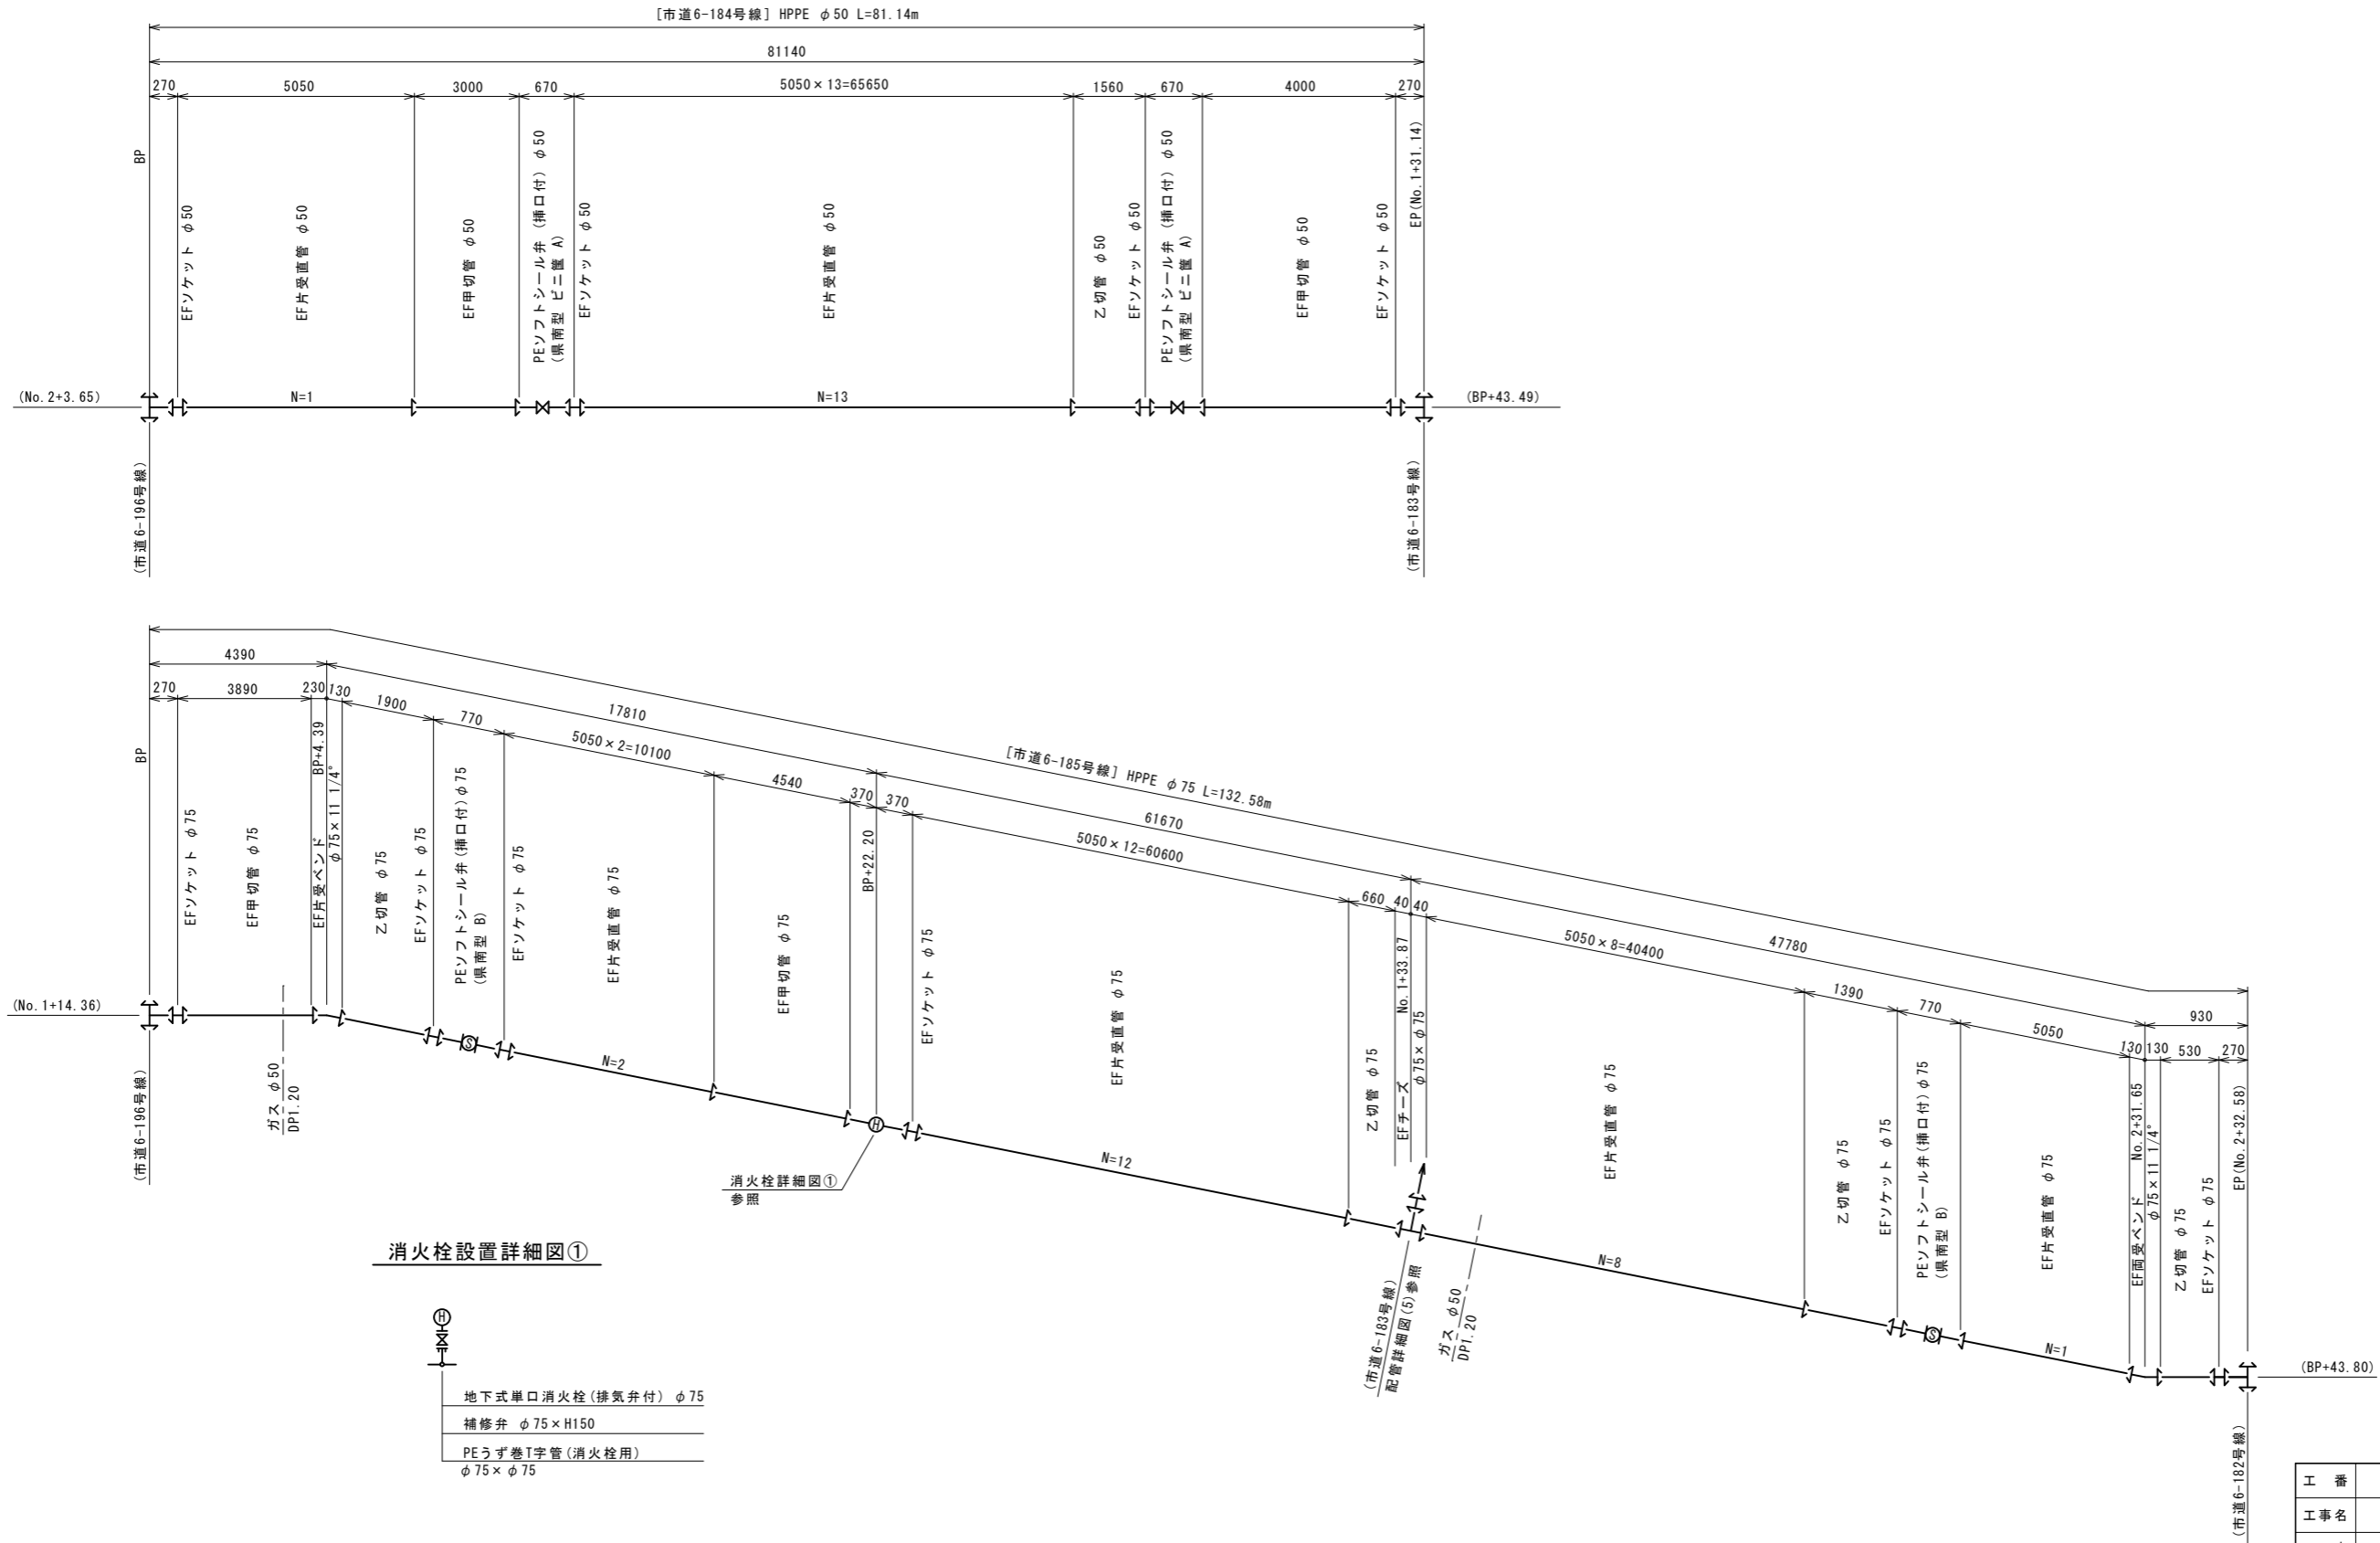 [市道6-184号線] HPPE φ50 L=81.14m
81140
270
5050
3000
670
5050×13=65650
1560
670
4000
270
BP
EFソケット φ50
EF片受直管 φ50
EF甲切管 φ50
PEソフトシール弁 (挿口付) φ50
(県南型 ビニ筐 A)
EFソケット φ50
EF片受直管 φ50
乙切管 φ50
EFソケット φ50
PEソフトシール弁 (挿口付) φ50
(県南型 ビニ筐 A)
EF甲切管 φ50
EFソケット φ50
EP(No.1+31.14)
(No.2+3.65)
N=1
N=13
(BP+43.49)
(市道6-196号線)
(市道6-183号線)
[市道6-185号線] HPPE φ75 L=132.58m
4390
17810
61670
47780
930
270
3890
230
130
1900
770
5050×2=10100
4540
370
370
5050×12=60600
660
40
40
5050×8=40400
1390
770
5050
130
130
530
270
BP
EFソケット φ75
EF甲切管 φ75
EF片受ベンド
BP+4.39
φ75×11 1/4°
乙切管 φ75
EFソケット φ75
PEソフトシール弁(挿口付)φ75
(県南型 B)
EFソケット φ75
EF片受直管 φ75
EF甲切管 φ75
BP+22.20
EFソケット φ75
EF片受直管 φ75
乙切管 φ75
EFチーズ
No.1+33.87
φ75×φ75
EF片受直管 φ75
乙切管 φ75
EFソケット φ75
PEソフトシール弁(挿口付)φ75
(県南型 B)
EF片受直管 φ75
EF両受ベンド
No.2+31.65
φ75×11 1/4°
乙切管 φ75
EFソケット φ75
EP(No.2+32.58)
(No.1+14.36)
(市道6-196号線)
ガス φ50
DP1.20
S
N=2
H
消火栓詳細図①
参照
N=12
(市道6-183号線)
配管詳細図(5)参照
ガス φ50
DP1.20
N=8
S
N=1
(BP+43.80)
(市道6-182号線)
消火栓設置詳細図①
H
地下式単口消火栓(排気弁付) φ75
補修弁 φ75×H150
PEうず巻T字管(消火栓用)
φ75×φ75
工 番
工事名